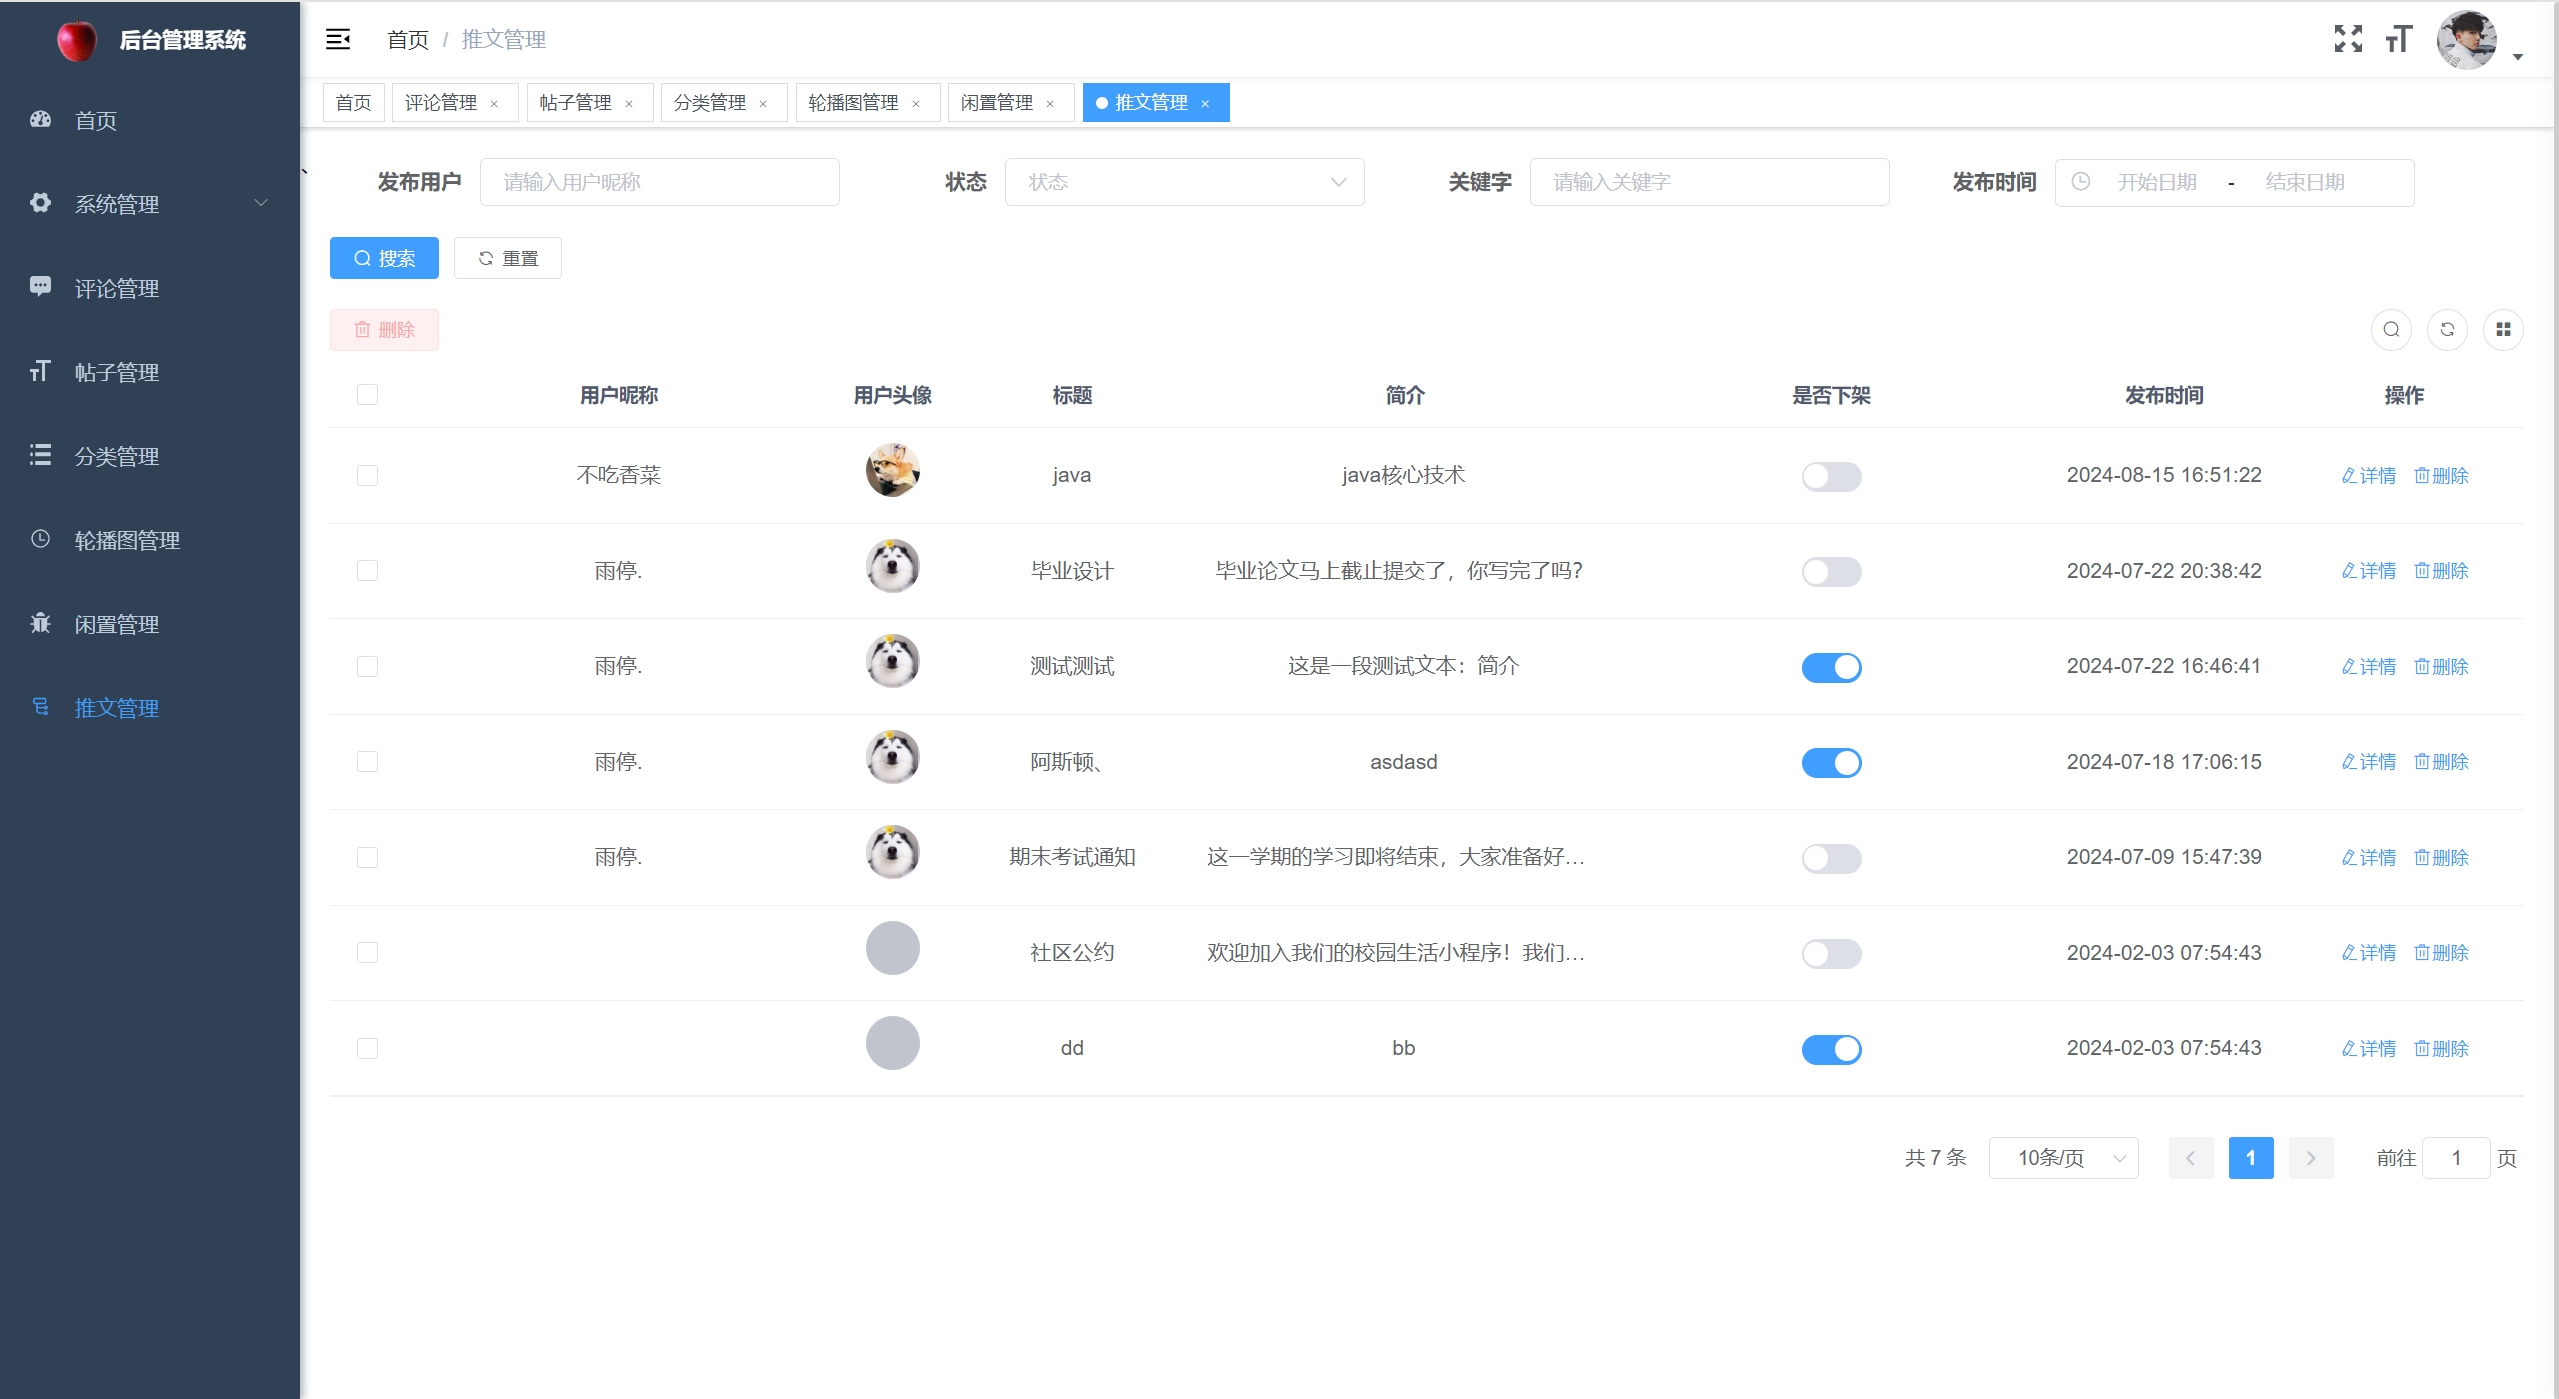 后台管理系统
首页 / 推文管理
首页
系统管理
评论管理
帖子管理
分类管理
轮播图管理
闲置管理
推文管理
首页 评论管理 × 帖子管理 × 分类管理 × 轮播图管理 × 闲置管理 × 推文管理 ×
发布用户 请输入用户昵称 状态 状态 关键字 请输入关键字 发布时间 开始日期 - 结束日期
搜索 重置
删除
用户昵称 用户头像 标题 简介 是否下架 发布时间 操作
不吃香菜 java java核心技术 2024-08-15 16:51:22 详情 删除
雨停. 毕业设计 毕业论文马上截止提交了，你写完了吗？ 2024-07-22 20:38:42 详情 删除
雨停. 测试测试 这是一段测试文本：简介 2024-07-22 16:46:41 详情 删除
雨停. 阿斯顿、 asdasd 2024-07-18 17:06:15 详情 删除
雨停. 期末考试通知 这一学期的学习即将结束，大家准备好... 2024-07-09 15:47:39 详情 删除
社区公约 欢迎加入我们的校园生活小程序！我们... 2024-02-03 07:54:43 详情 删除
dd bb 2024-02-03 07:54:43 详情 删除
共 7 条 10条/页 1 前往 1 页